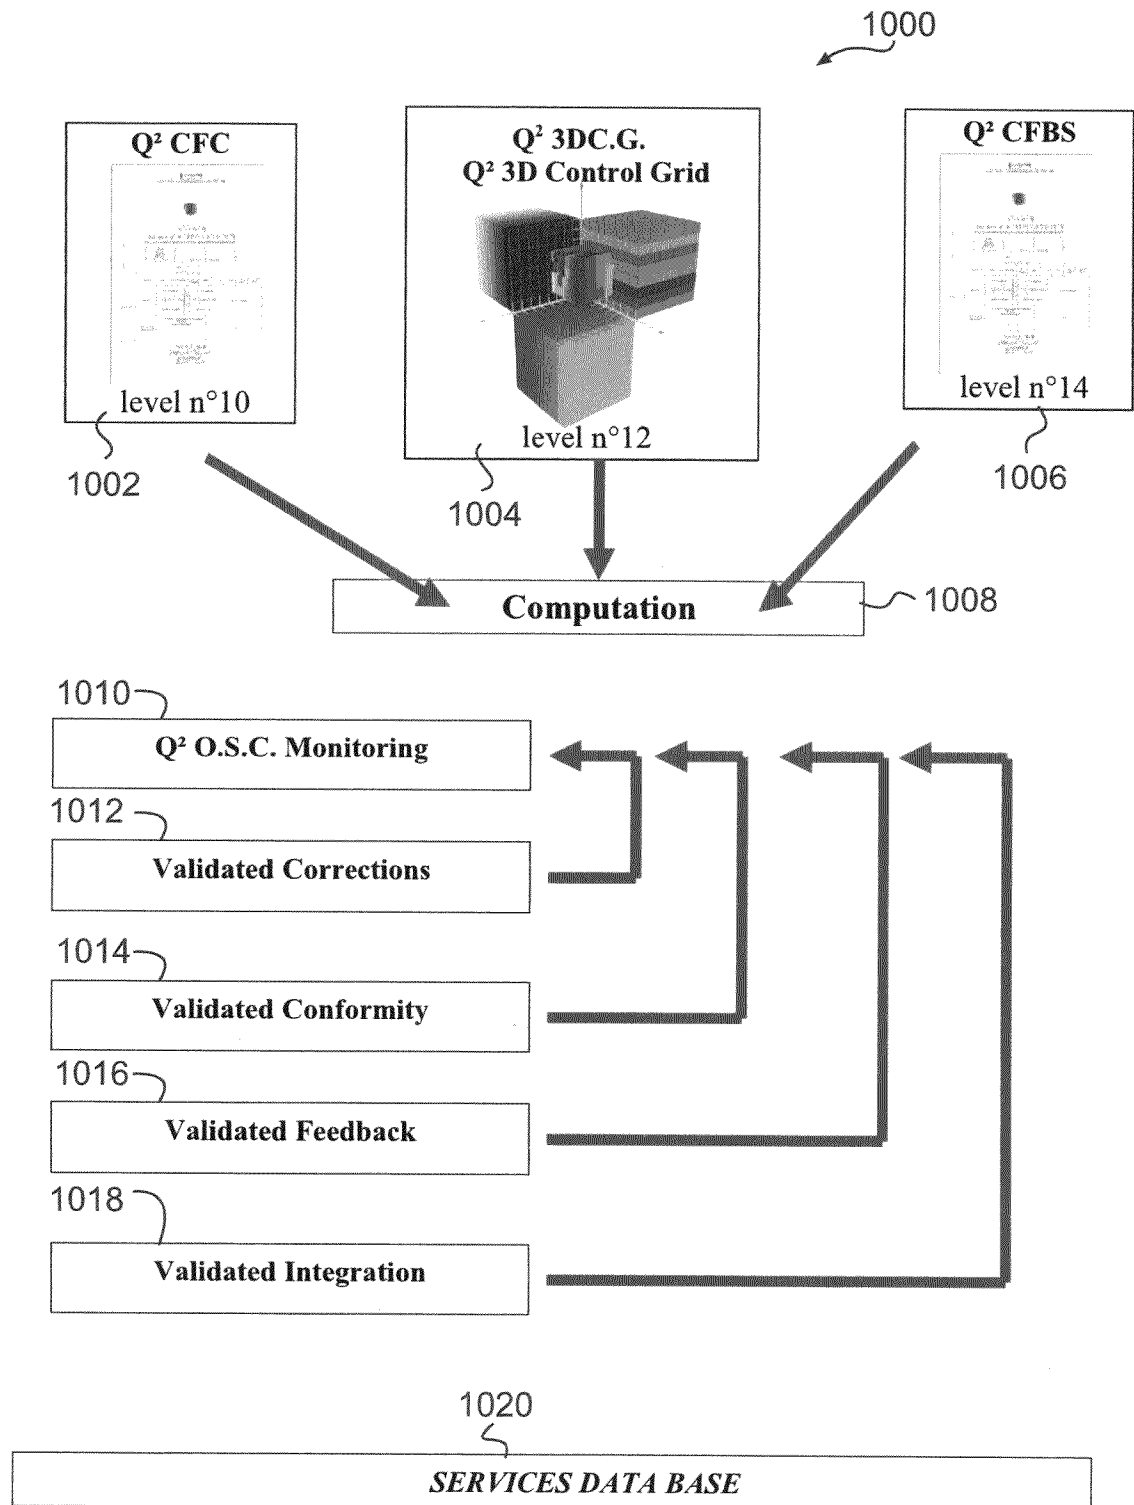 1000
Q² CFC
level n°10
1002
Q² 3DC.G.
Q² 3D Control Grid
level n°12
1004
Q² CFBS
level n°14
1006
Computation
1008
1010
Q² O.S.C. Monitoring
1012
Validated Corrections
1014
Validated Conformity
1016
Validated Feedback
1018
Validated Integration
1020
SERVICES DATA BASE